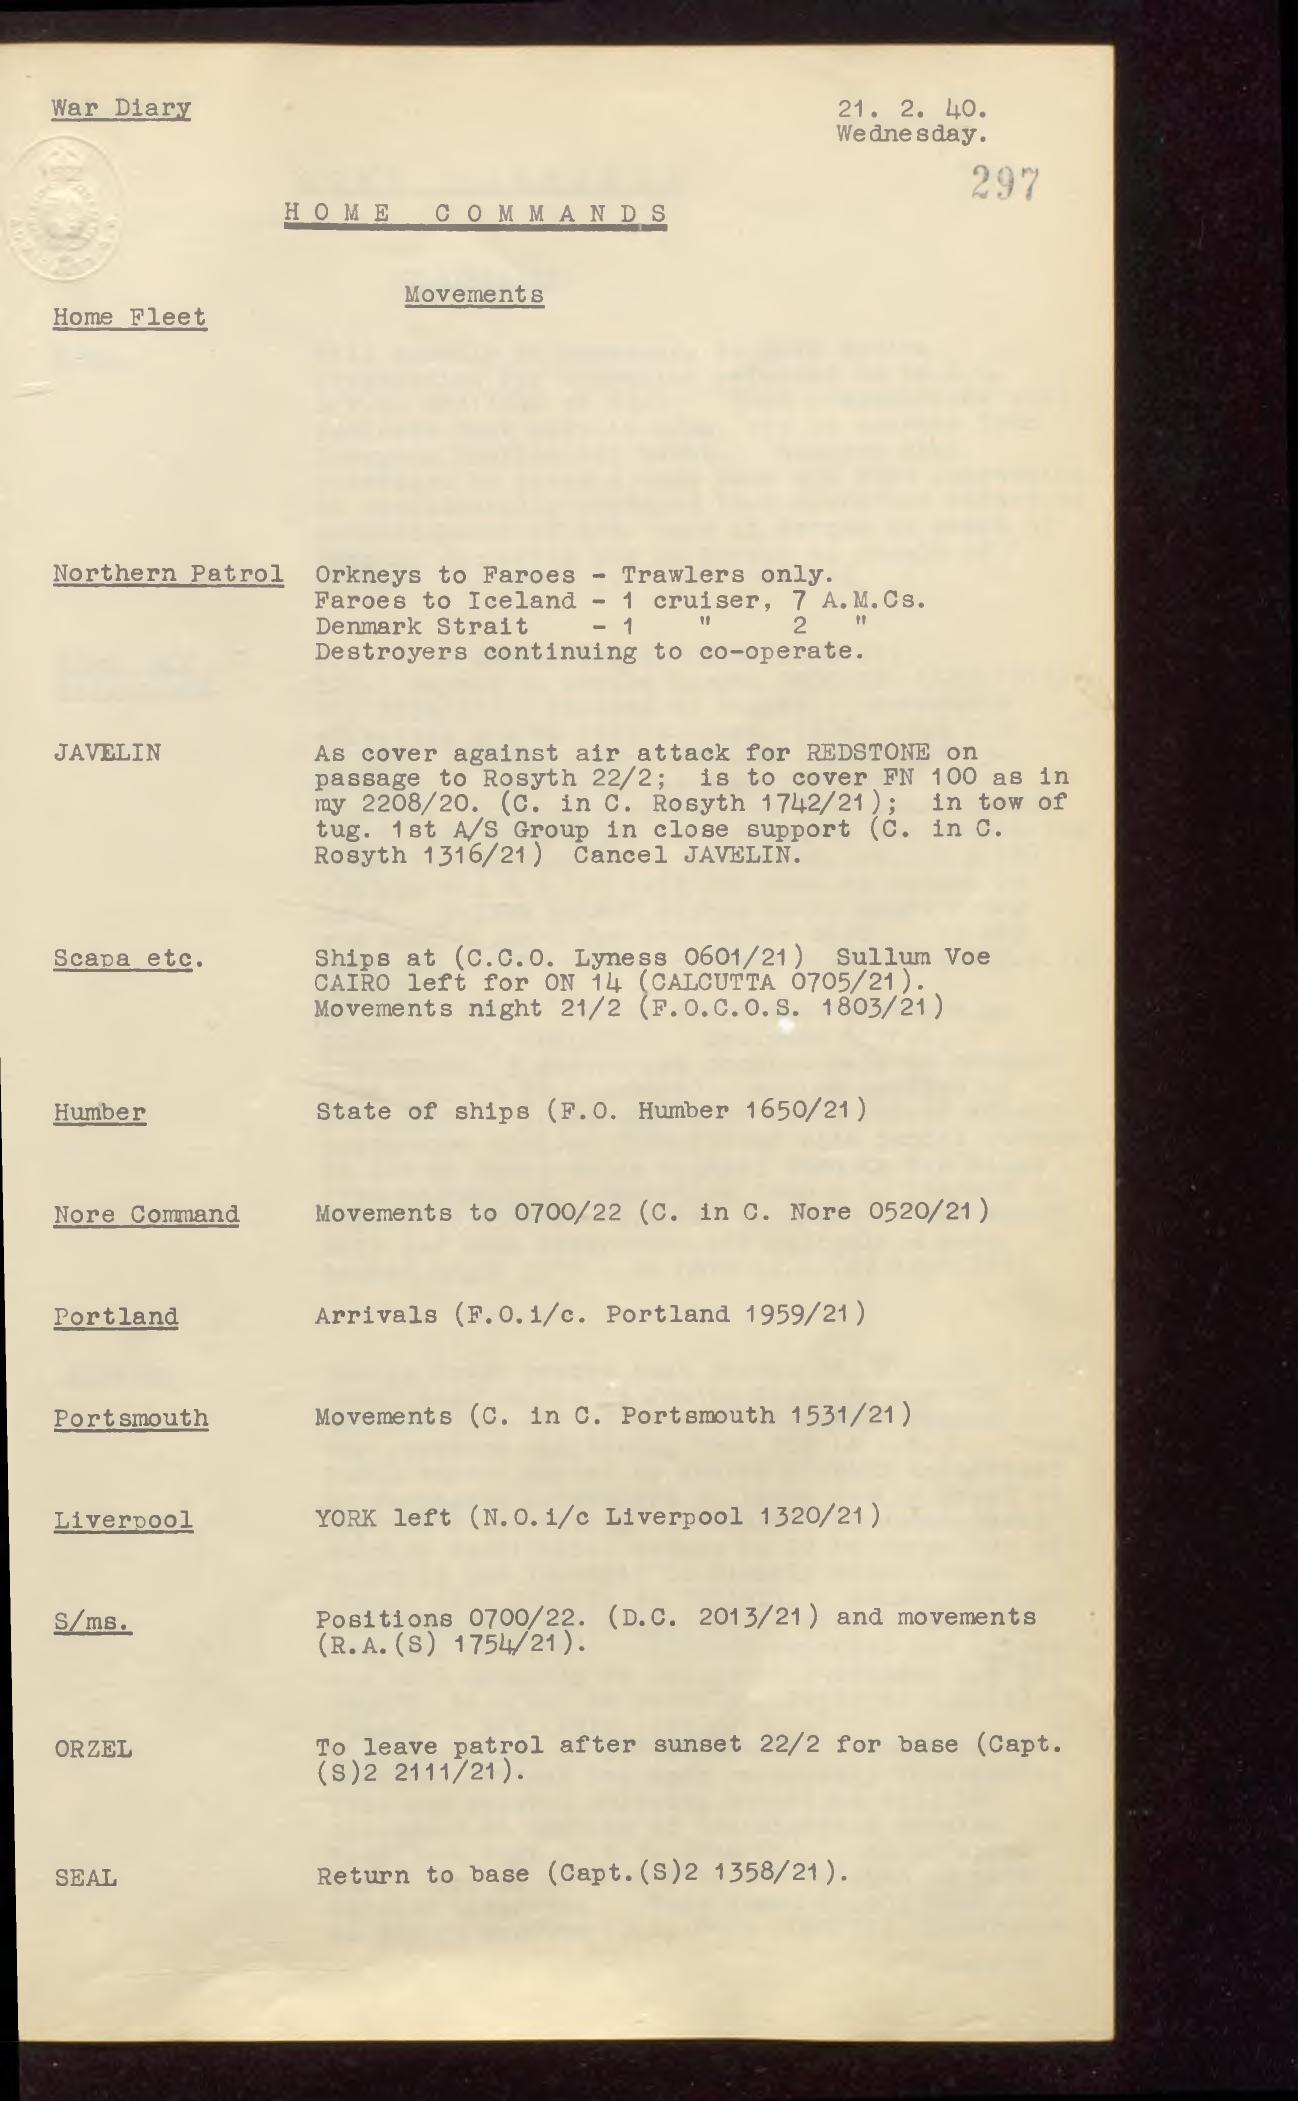 War Diary
21. 2. 40.
Wednesday.
297
HOME COMMANDS
Movements
Home Fleet
Northern Patrol Orkneys to Faroes - Trawlers only.
Faroes to Iceland - 1 cruiser, 7 A.M.Cs.
Denmark Strait - 1 " 2 "
Destroyers continuing to co-operate.
JAVELIN As cover against air attack for REDSTONE on
passage to Rosyth 22/2; is to cover FN 100 as in
my 2208/20. (C. in C. Rosyth 1742/21); in tow of
tug. 1st A/S Group in close support (C. in C.
Rosyth 1316/21) Cancel JAVELIN.
Scapa etc. Ships at (C.C.O. Lyness 0601/21) Sullum Voe
CAIRO left for ON 14 (CALCUTTA 0705/21).
Movements night 21/2 (F.O.C.O.S. 1803/21)
Humber State of ships (F.O. Humber 1650/21)
Nore Command Movements to 0700/22 (C. in C. Nore 0520/21)
Portland Arrivals (F.O.i/c. Portland 1959/21)
Portsmouth Movements (C. in C. Portsmouth 1531/21)
Liverpool YORK left (N.O.i/c Liverpool 1320/21)
S/ms. Positions 0700/22. (D.C. 2013/21) and movements
(R.A.(S) 1754/21).
ORZEL To leave patrol after sunset 22/2 for base (Capt.
(S)2 2111/21).
SEAL Return to base (Capt.(S)2 1358/21).